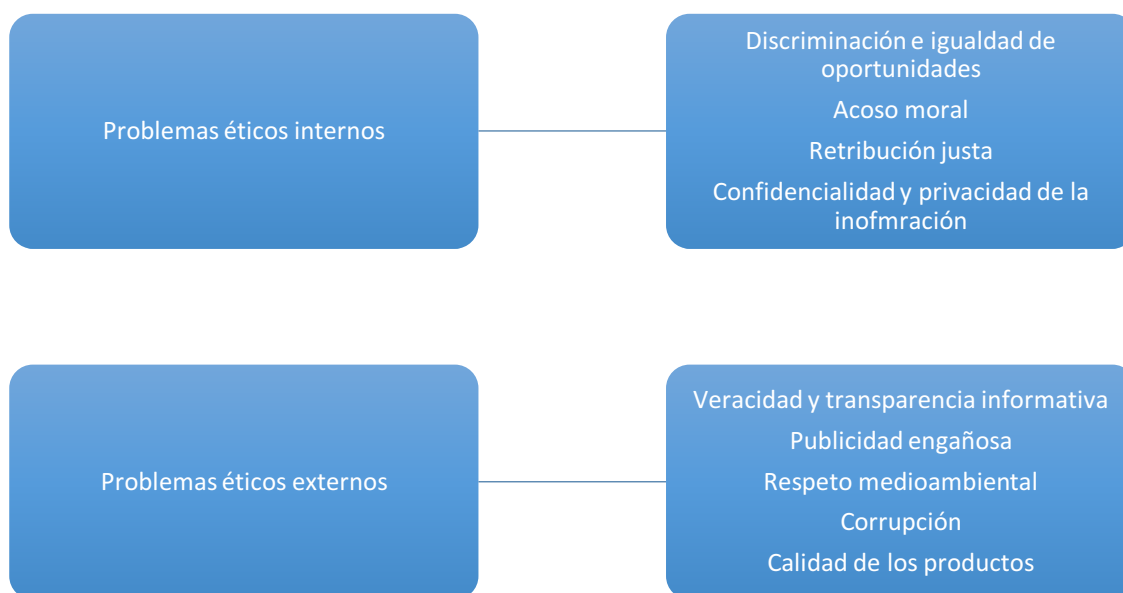 Problemas éticos internos
Discriminación e igualdad de
oportunidades
Acoso moral
Retribución justa
Confidencialidad y privacidad de la
inofmración
Problemas éticos externos
Veracidad y transparencia informativa
Publicidad engañosa
Respeto medioambiental
Corrupción
Calidad de los productos